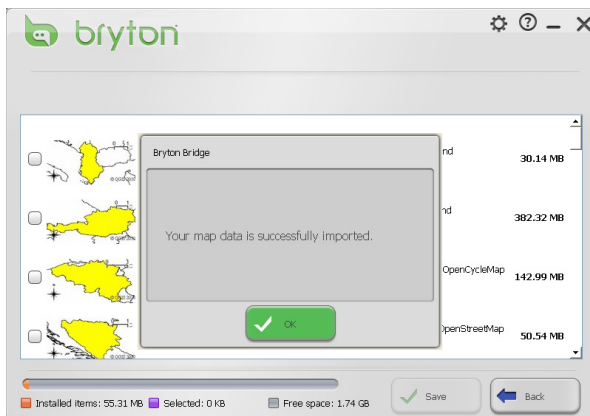 bryton
Bryton Bridge
nd
30.14 MB
Your map data is successfully imported.
nd
382.32 MB
OpenCycleMap
142.99 MB
OK
OpenStreetMap
50.54 MB
Installed items: 55.31 MB
Selected: 0 KB
Free space: 1.74 GB
Save
Back